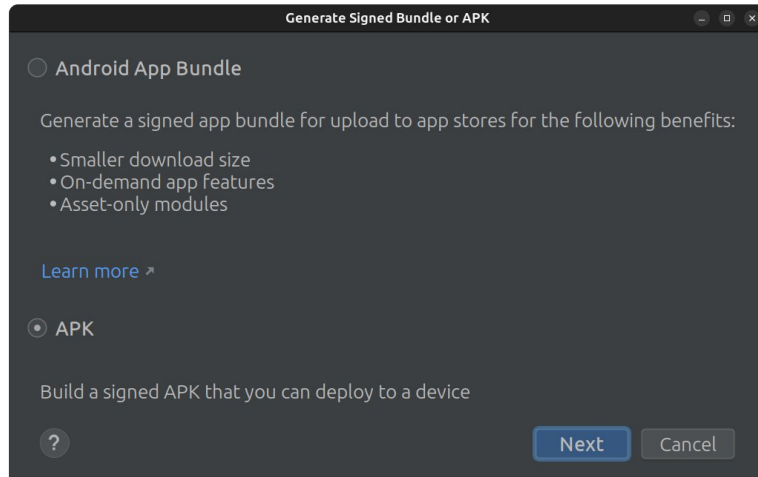 Generate Signed Bundle or APK
Android App Bundle
Generate a signed app bundle for upload to app stores for the following benefits:
•Smaller download size
•On-demand app features
•Asset-only modules
Learn more ↗
APK
Build a signed APK that you can deploy to a device
? Next Cancel